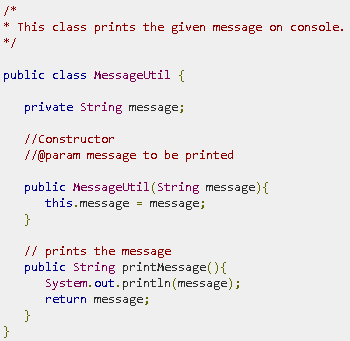 /*
* This class prints the given message on console.
*/
public class MessageUtil {
private String message;
//Constructor
//@param message to be printed
public MessageUtil(String message){
this.message = message;
}
// prints the message
public String printMessage(){
System.out.println(message);
return message;
}
}